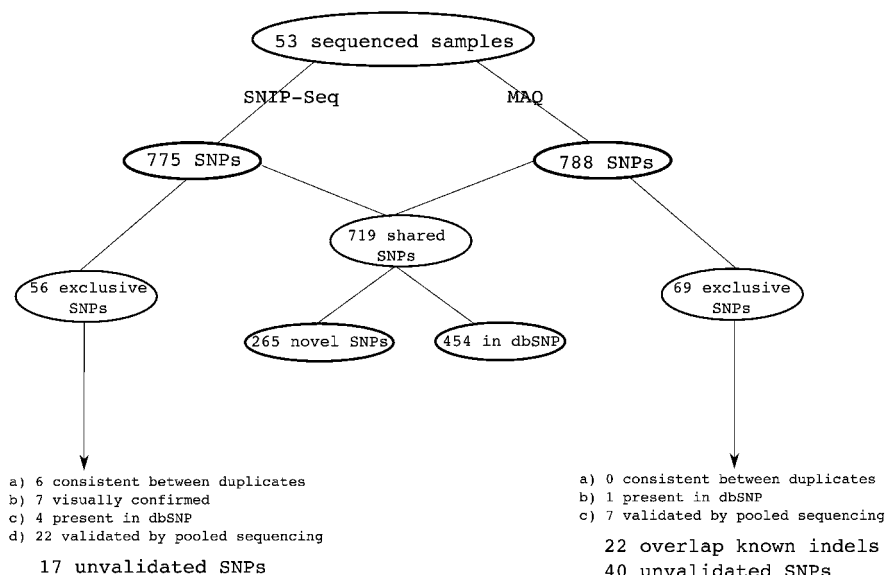 53 sequenced samples
SNIP-Seq
MAQ
775 SNPs
788 SNPs
719 shared
SNPs
56 exclusive
SNPs
69 exclusive
SNPs
265 novel SNPs
454 in dbSNP
a) 6 consistent between duplicates
b) 7 visually confirmed
c) 4 present in dbSNP
d) 22 validated by pooled sequencing
17 unvalidated SNPs
a) 0 consistent between duplicates
b) 1 present in dbSNP
c) 7 validated by pooled sequencing
22 overlap known indels
40 unvalidated SNPs